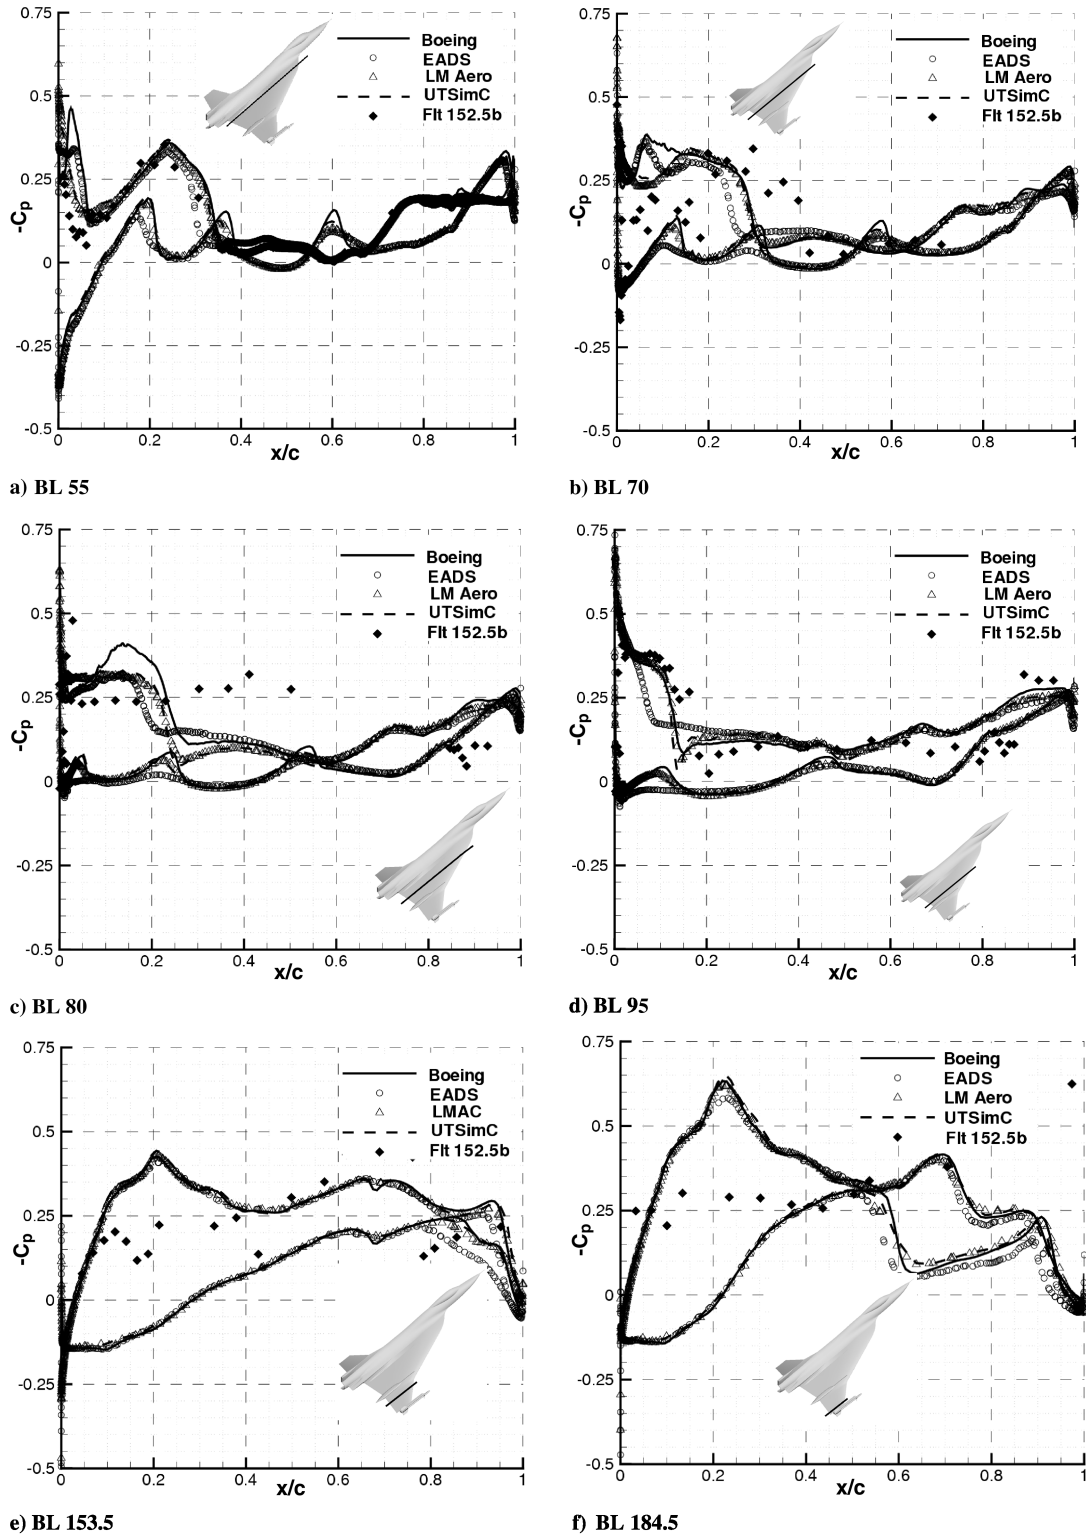 0.75
0.5
0.25
0
-0.25
-0.5
-Cp
0
0.2
0.4
0.6
0.8
1
x/c
Boeing
EADS
LM Aero
UTSimC
Flt 152.5b
a) BL 55
0.75
0.5
0.25
0
-0.25
-0.5
-Cp
0
0.2
0.4
0.6
0.8
1
x/c
Boeing
EADS
LM Aero
UTSimC
Flt 152.5b
b) BL 70
0.75
0.5
0.25
0
-0.25
-0.5
-Cp
0
0.2
0.4
0.6
0.8
1
x/c
Boeing
EADS
LM Aero
UTSimC
Flt 152.5b
c) BL 80
0.75
0.5
0.25
0
-0.25
-0.5
-Cp
0
0.2
0.4
0.6
0.8
1
x/c
Boeing
EADS
LM Aero
UTSimC
Flt 152.5b
d) BL 95
0.75
0.5
0.25
0
-0.25
-0.5
-Cp
0
0.2
0.4
0.6
0.8
1
x/c
Boeing
EADS
LMAC
UTSimC
Flt 152.5b
e) BL 153.5
0.75
0.5
0.25
0
-0.25
-0.5
-Cp
0
0.2
0.4
0.6
0.8
1
x/c
Boeing
EADS
LM Aero
UTSimC
Flt 152.5b
f) BL 184.5